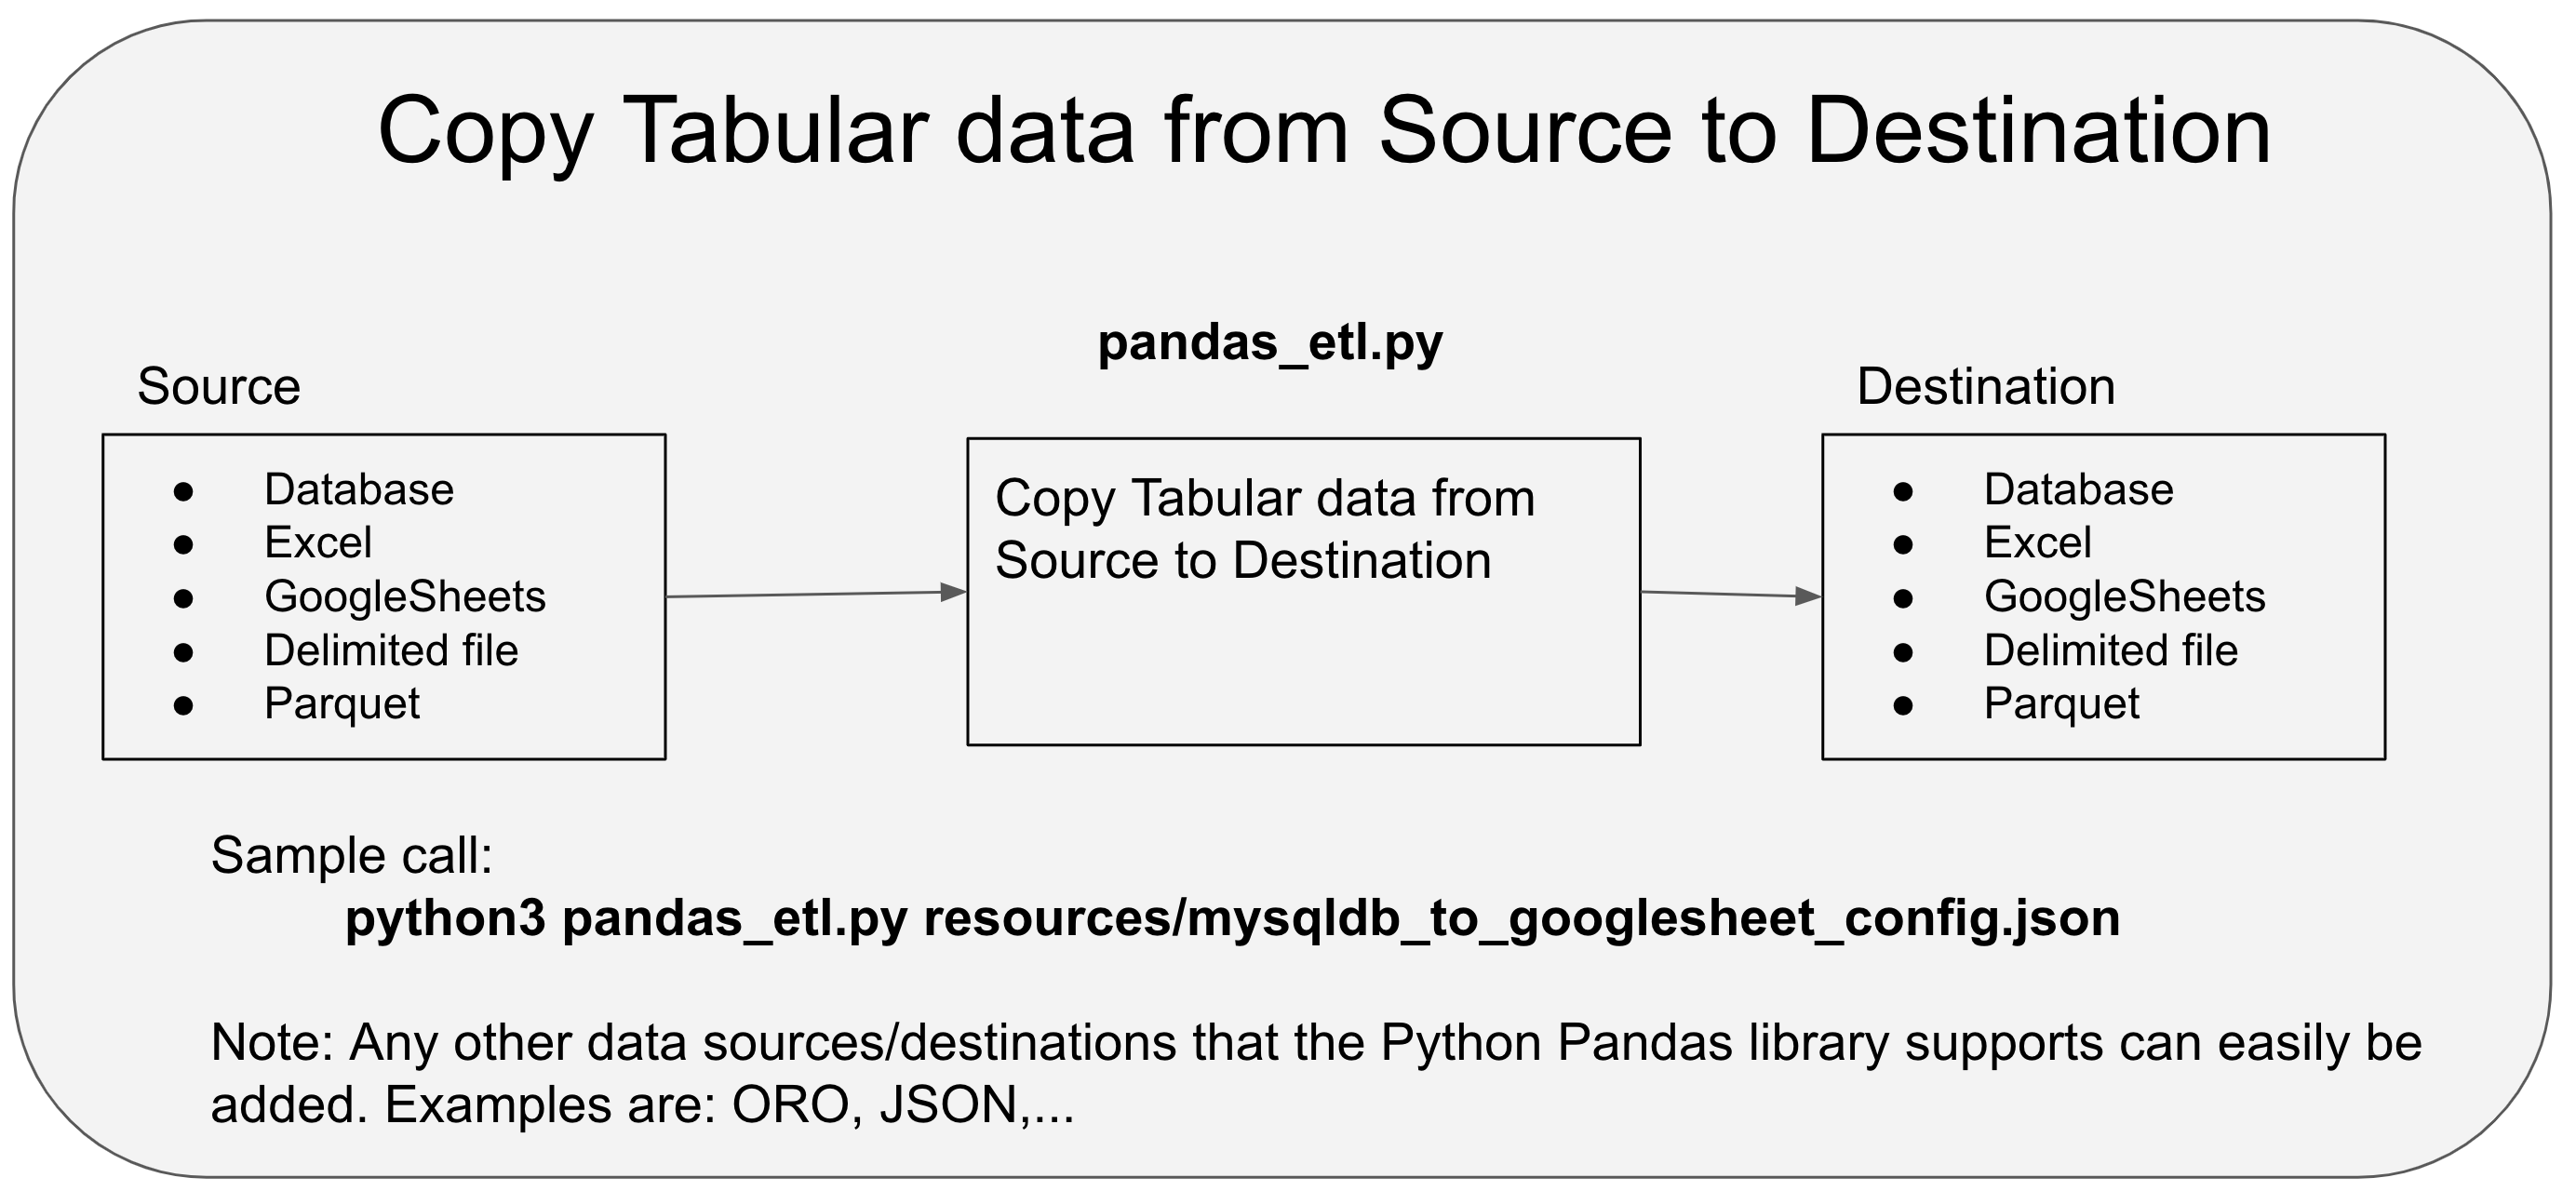 Copy Tabular data from Source to Destination
pandas_etl.py
Source
● Database
● Excel
● GoogleSheets
● Delimited file
● Parquet
Copy Tabular data from
Source to Destination
Destination
● Database
● Excel
● GoogleSheets
● Delimited file
● Parquet
Sample call:
python3 pandas_etl.py resources/mysqldb_to_googlesheet_config.json
Note: Any other data sources/destinations that the Python Pandas library supports can easily be
added. Examples are: ORO, JSON,...